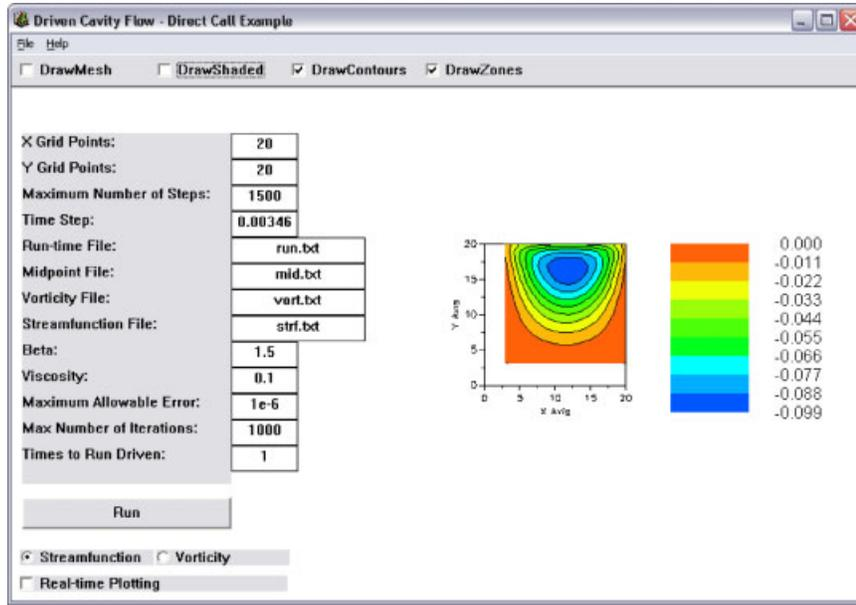 Driven Cavity Flow - Direct Call Example
File Help
DrawMesh DrawShaded DrawContours DrawZones
X Grid Points: 20
Y Grid Points: 20
Maximum Number of Steps: 1500
Time Step: 0.00346
Run-time File: run.txt
Midpoint File: mid.txt
Vorticity File: vort.txt
Streamfunction File: strf.txt
Beta: 1.5
Viscosity: 0.1
Maximum Allowable Error: 1e-6
Max Number of Iterations: 1000
Times to Run Driven: 1
Run
Streamfunction Vorticity
Real-time Plotting
20
15
10
5
0
Y Axis
0 5 10 15 20
X Axis
0.000
-0.011
-0.022
-0.033
-0.044
-0.055
-0.066
-0.077
-0.088
-0.099